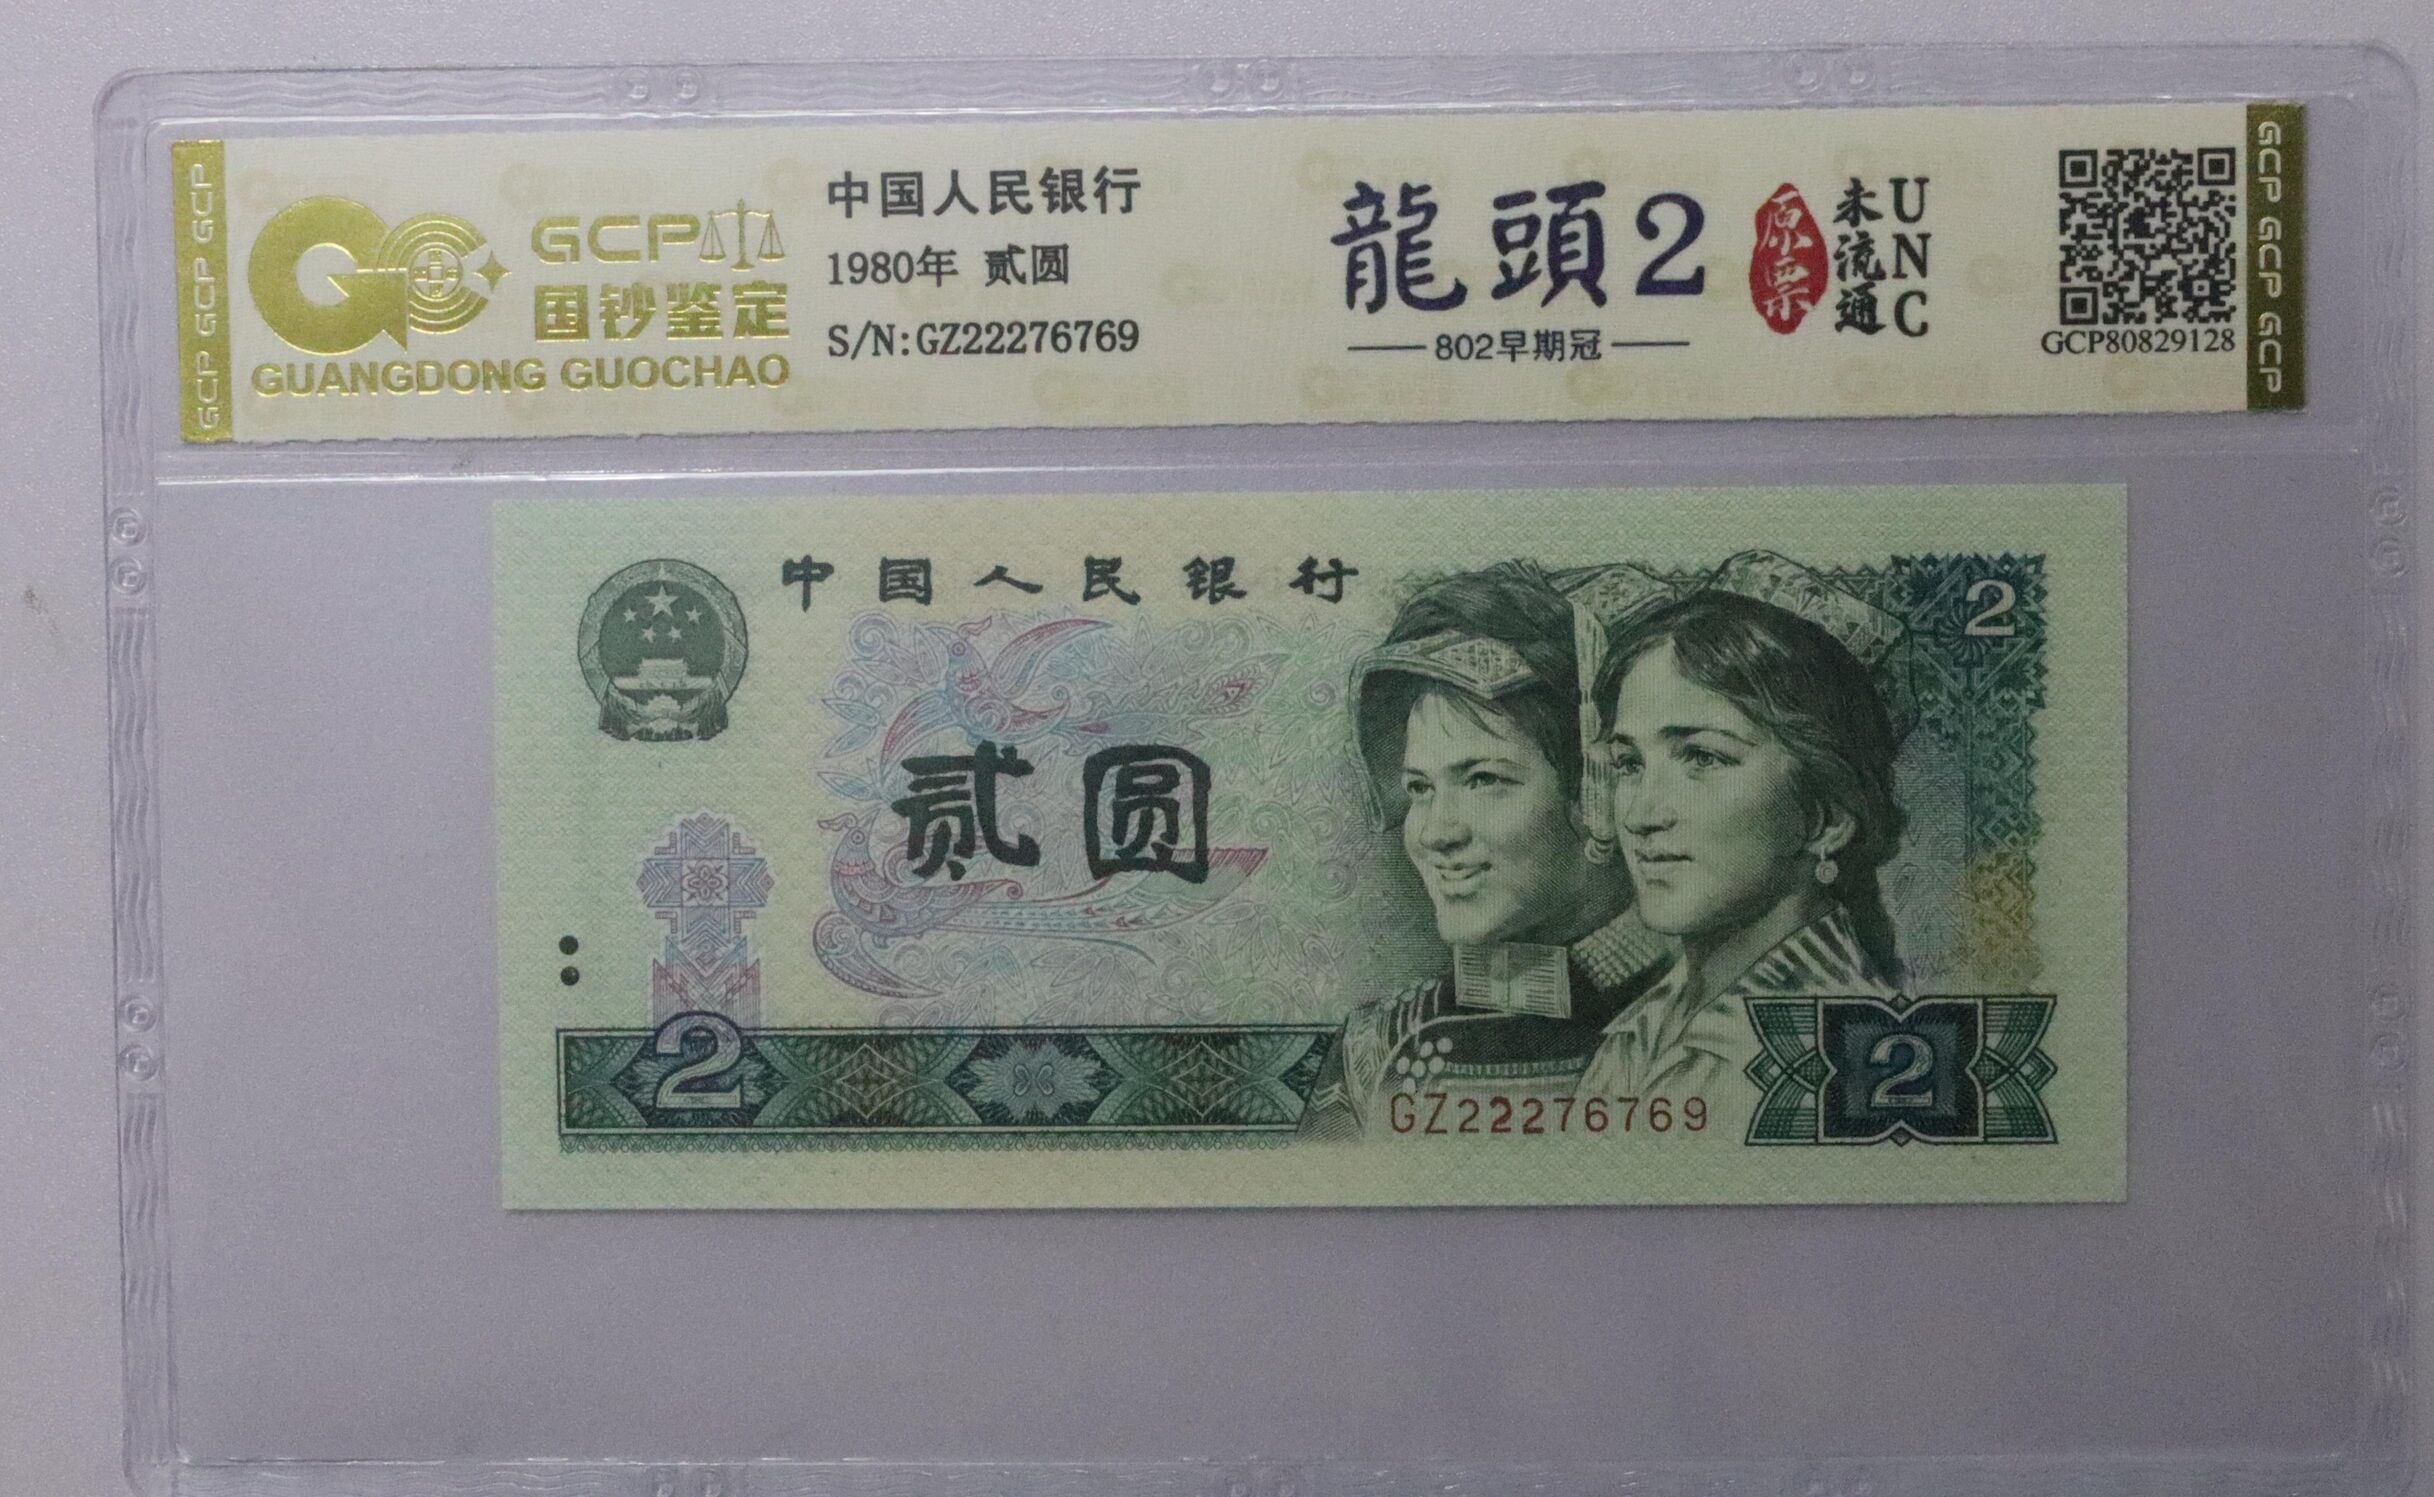 GCP GCP GCP
GCP
国钞鉴定
GUANGDONG GUOCHAO
中国人民银行
1980年 贰圆
S/N:GZ22276769
龍頭2
802早期冠
原票
未流通
UNC
GCP80829128
GCP GCP GCP GCP
中国人民银行
2
贰圆
2
GZ22276769
2